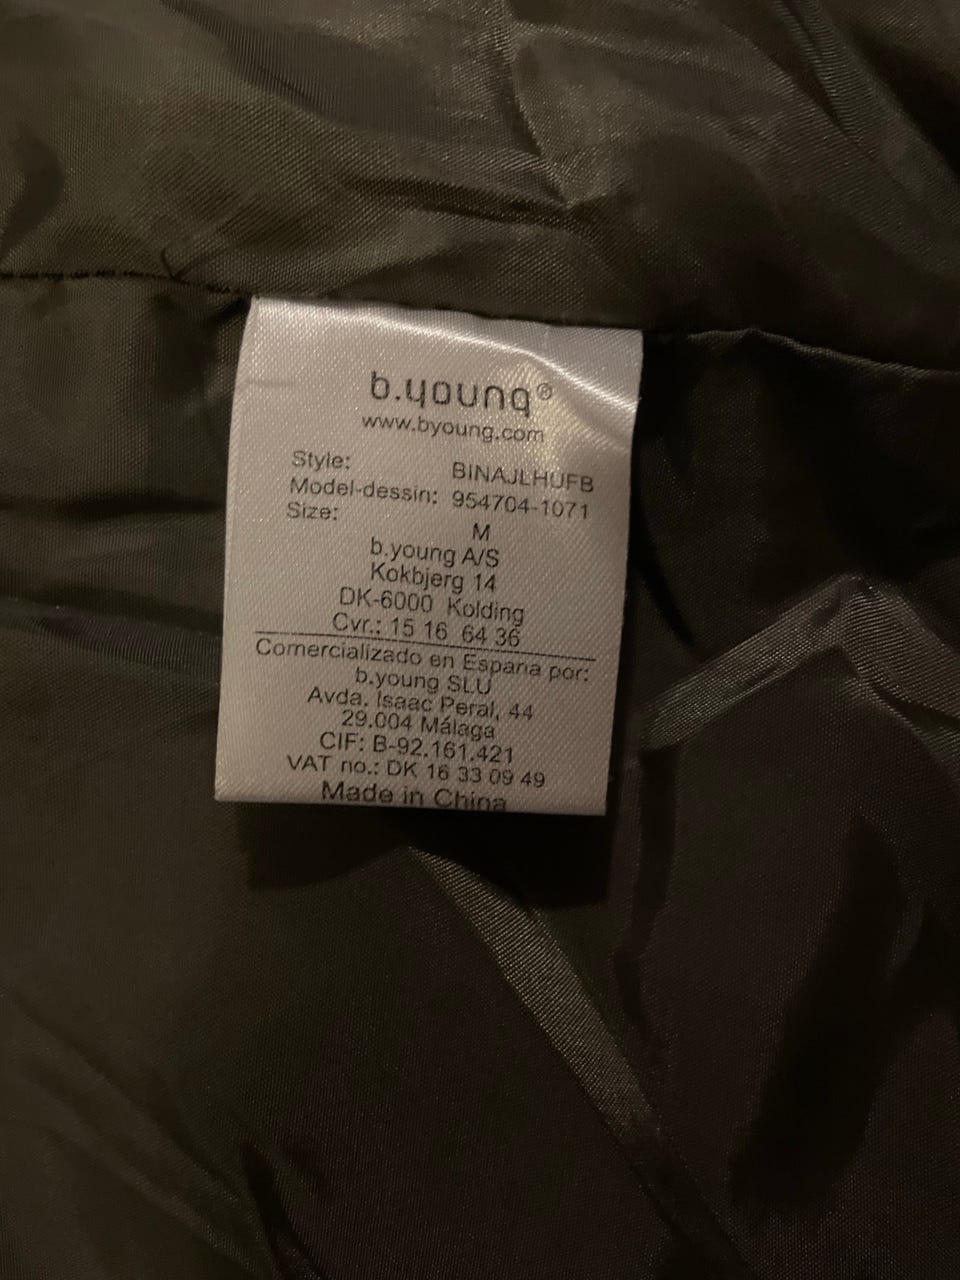 b.young®
www.byoung.com
Style: BINAJLHUFB
Model-dessin: 954704-1071
Size: M
b.young A/S
Kokbjerg 14
DK-6000 Kolding
Cvr.: 15 16 64 36
Comercializado en Espana por:
b.young SLU
Avda. Isaac Peral, 44
29.004 Málaga
CIF: B-92.161.421
VAT no.: DK 16 33 09 49
Made in China